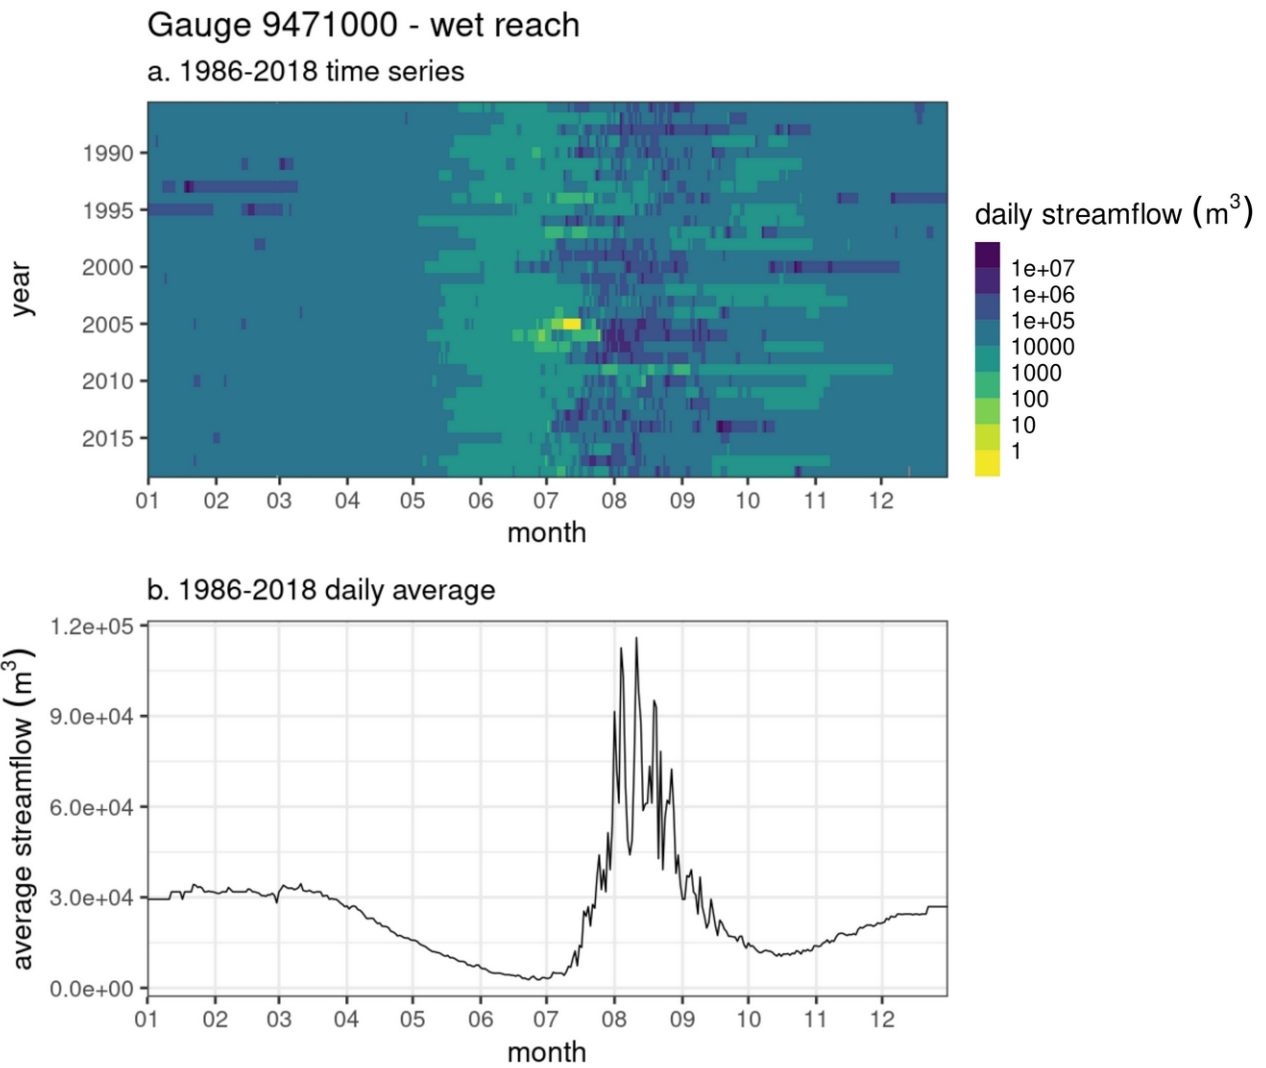 Gauge 9471000 - wet reach
a. 1986-2018 time series
year
1990
1995
2000
2005
2010
2015
01 02 03 04 05 06 07 08 09 10 11 12
month
daily streamflow (m³)
1e+07
1e+06
1e+05
10000
1000
100
10
1
b. 1986-2018 daily average
average streamflow (m³)
1.2e+05
9.0e+04
6.0e+04
3.0e+04
0.0e+00
01 02 03 04 05 06 07 08 09 10 11 12
month